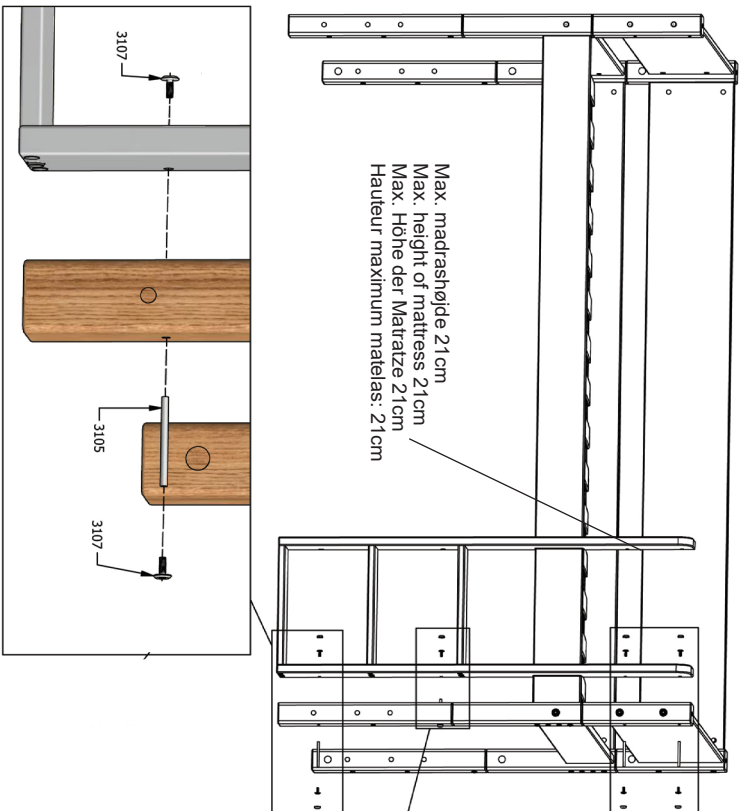 Max. madrashøjde 21cm
Max. height of mattress 21cm
Max. Höhe der Matratze 21cm
Hauteur maximum matelas: 21cm
3107
3105
3107